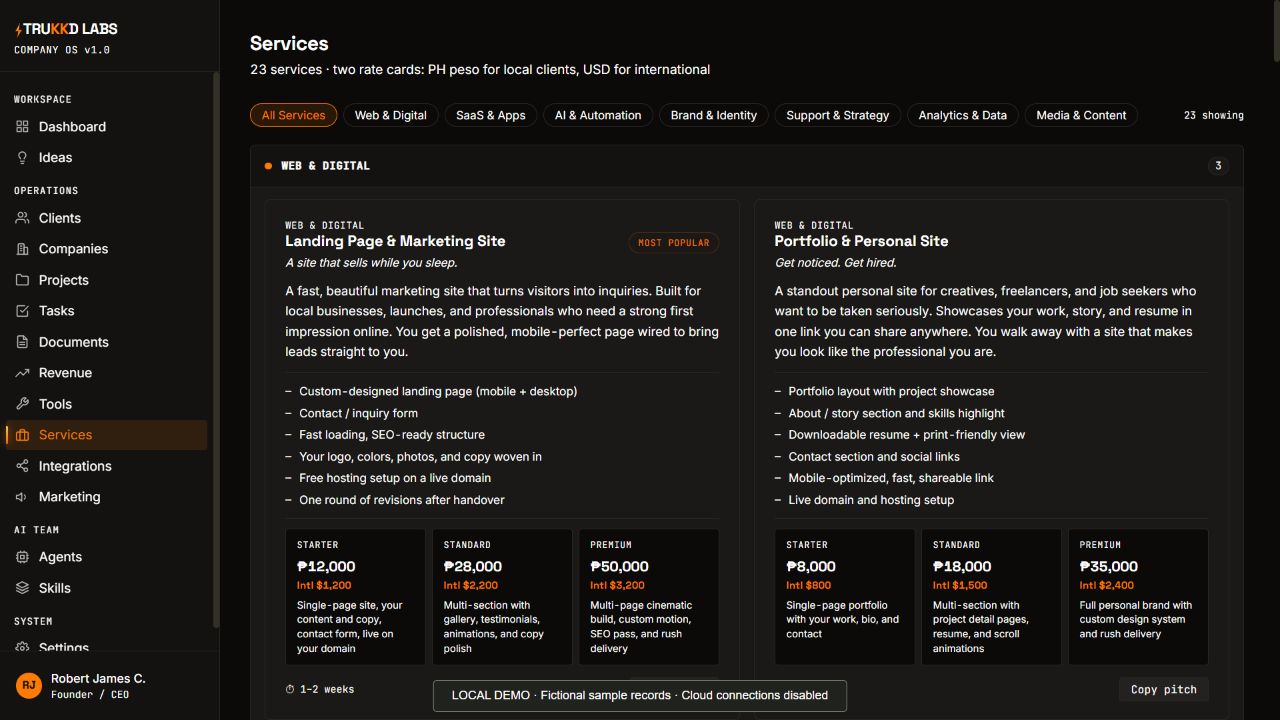 TRUKKD LABS
COMPANY OS v1.0
WORKSPACE
Dashboard
Ideas
OPERATIONS
Clients
Companies
Projects
Tasks
Documents
Revenue
Tools
Services
Integrations
Marketing
AI TEAM
Agents
Skills
SYSTEM
Settings
RJ
Robert James C.
Founder / CEO
Services
23 services · two rate cards: PH peso for local clients, USD for international
All Services
Web & Digital
SaaS & Apps
AI & Automation
Brand & Identity
Support & Strategy
Analytics & Data
Media & Content
23 showing
WEB & DIGITAL
3
WEB & DIGITAL
Landing Page & Marketing Site
MOST POPULAR
A site that sells while you sleep.
A fast, beautiful marketing site that turns visitors into inquiries. Built for
local businesses, launches, and professionals who need a strong first
impression online. You get a polished, mobile-perfect page wired to bring
leads straight to you.
– Custom-designed landing page (mobile + desktop)
– Contact / inquiry form
– Fast loading, SEO-ready structure
– Your logo, colors, photos, and copy woven in
– Free hosting setup on a live domain
– One round of revisions after handover
STARTER
₱12,000
Intl $1,200
Single-page site, your
content and copy,
contact form, live on
your domain
STANDARD
₱28,000
Intl $2,200
Multi-section with
gallery, testimonials,
animations, and copy
polish
PREMIUM
₱50,000
Intl $3,200
Multi-page cinematic
build, custom motion,
SEO pass, and rush
delivery
1–2 weeks
WEB & DIGITAL
Portfolio & Personal Site
Get noticed. Get hired.
A standout personal site for creatives, freelancers, and job seekers who
want to be taken seriously. Showcases your work, story, and resume in
one link you can share anywhere. You walk away with a site that makes
you look like the professional you are.
– Portfolio layout with project showcase
– About / story section and skills highlight
– Downloadable resume + print-friendly view
– Contact section and social links
– Mobile-optimized, fast, shareable link
– Live domain and hosting setup
STARTER
₱8,000
Intl $800
Single-page portfolio
with your work, bio, and
contact
STANDARD
₱18,000
Intl $1,500
Multi-section with
project detail pages,
resume, and scroll
animations
PREMIUM
₱35,000
Intl $2,400
Full personal brand with
custom design system
and rush delivery
Copy pitch
LOCAL DEMO · Fictional sample records · Cloud connections disabled